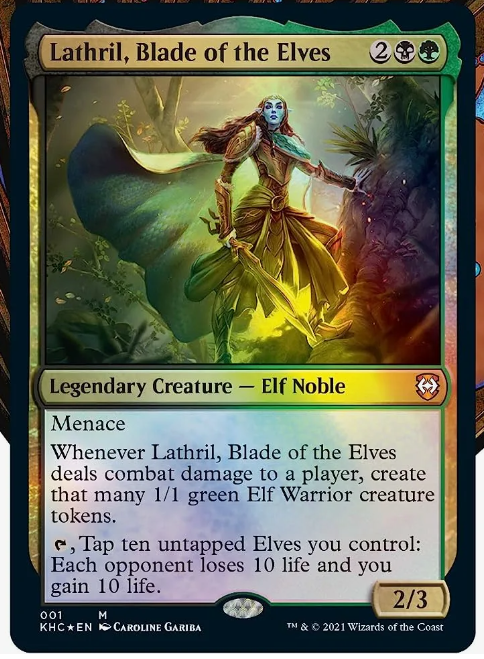 Lathril, Blade of the Elves 2
Legendary Creature — Elf Noble
Menace
Whenever Lathril, Blade of the Elves
deals combat damage to a player, create
that many 1/1 green Elf Warrior creature
tokens.
, Tap ten untapped Elves you control:
Each opponent loses 10 life and you
gain 10 life.
2/3
001 M
KHC★EN CAROLINE GARIBA
™ & © 2021 Wizards of the Coast